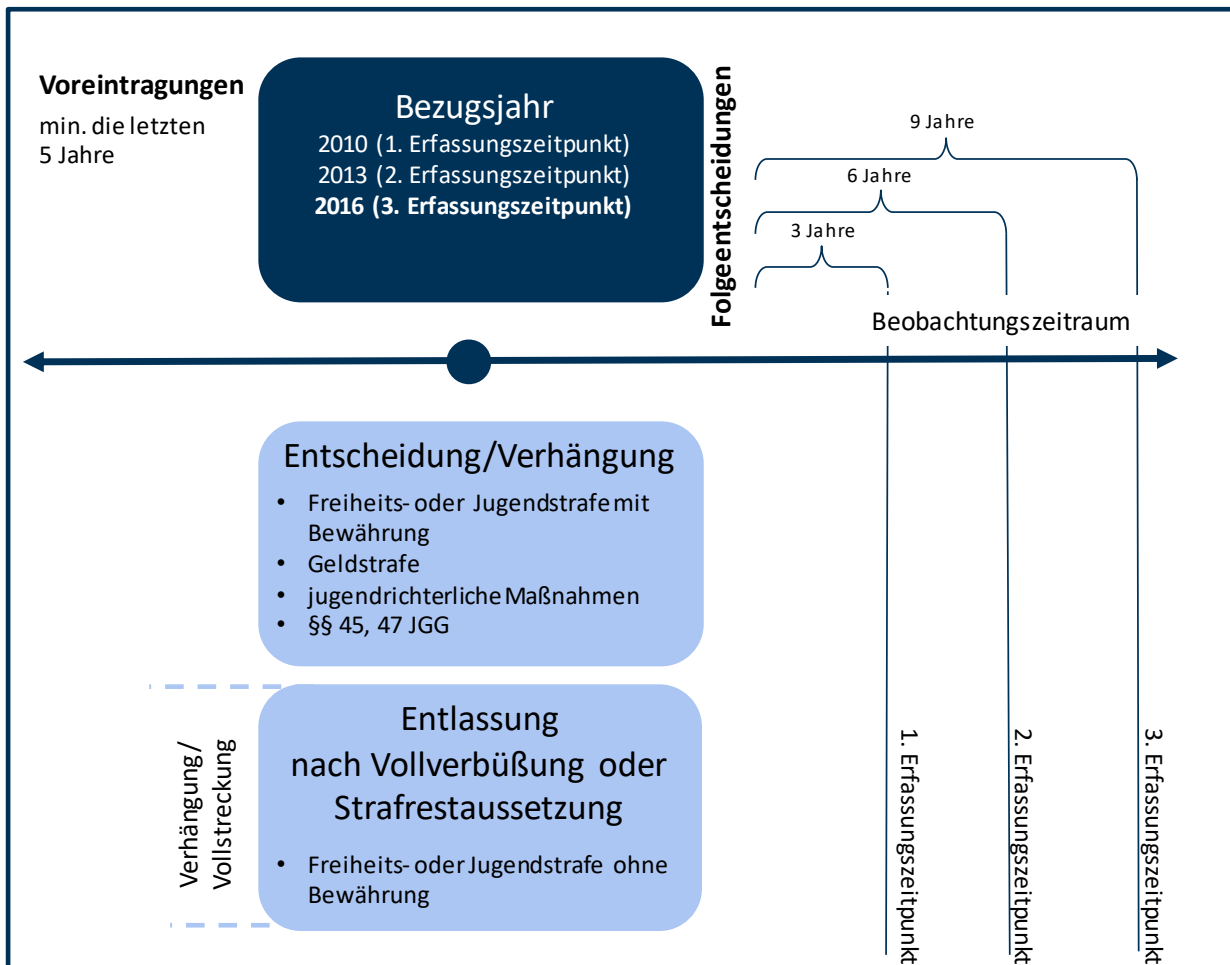 Voreintragungen
min. die letzten
5 Jahre
Bezugsjahr
2010 (1. Erfassungszeitpunkt)
2013 (2. Erfassungszeitpunkt)
2016 (3. Erfassungszeitpunkt)
Folgeentscheidungen
9 Jahre
6 Jahre
3 Jahre
Beobachtungszeitraum
Entscheidung/Verhängung
• Freiheits- oder Jugendstrafe mit
Bewährung
• Geldstrafe
• jugendrichterliche Maßnahmen
• §§ 45, 47 JGG
Verhängung/
Vollstreckung
Entlassung
nach Vollverbüßung oder
Strafrestaussetzung
• Freiheits- oder Jugendstrafe ohne
Bewährung
1. Erfassungszeitpunkt
2. Erfassungszeitpunkt
3. Erfassungszeitpunkt